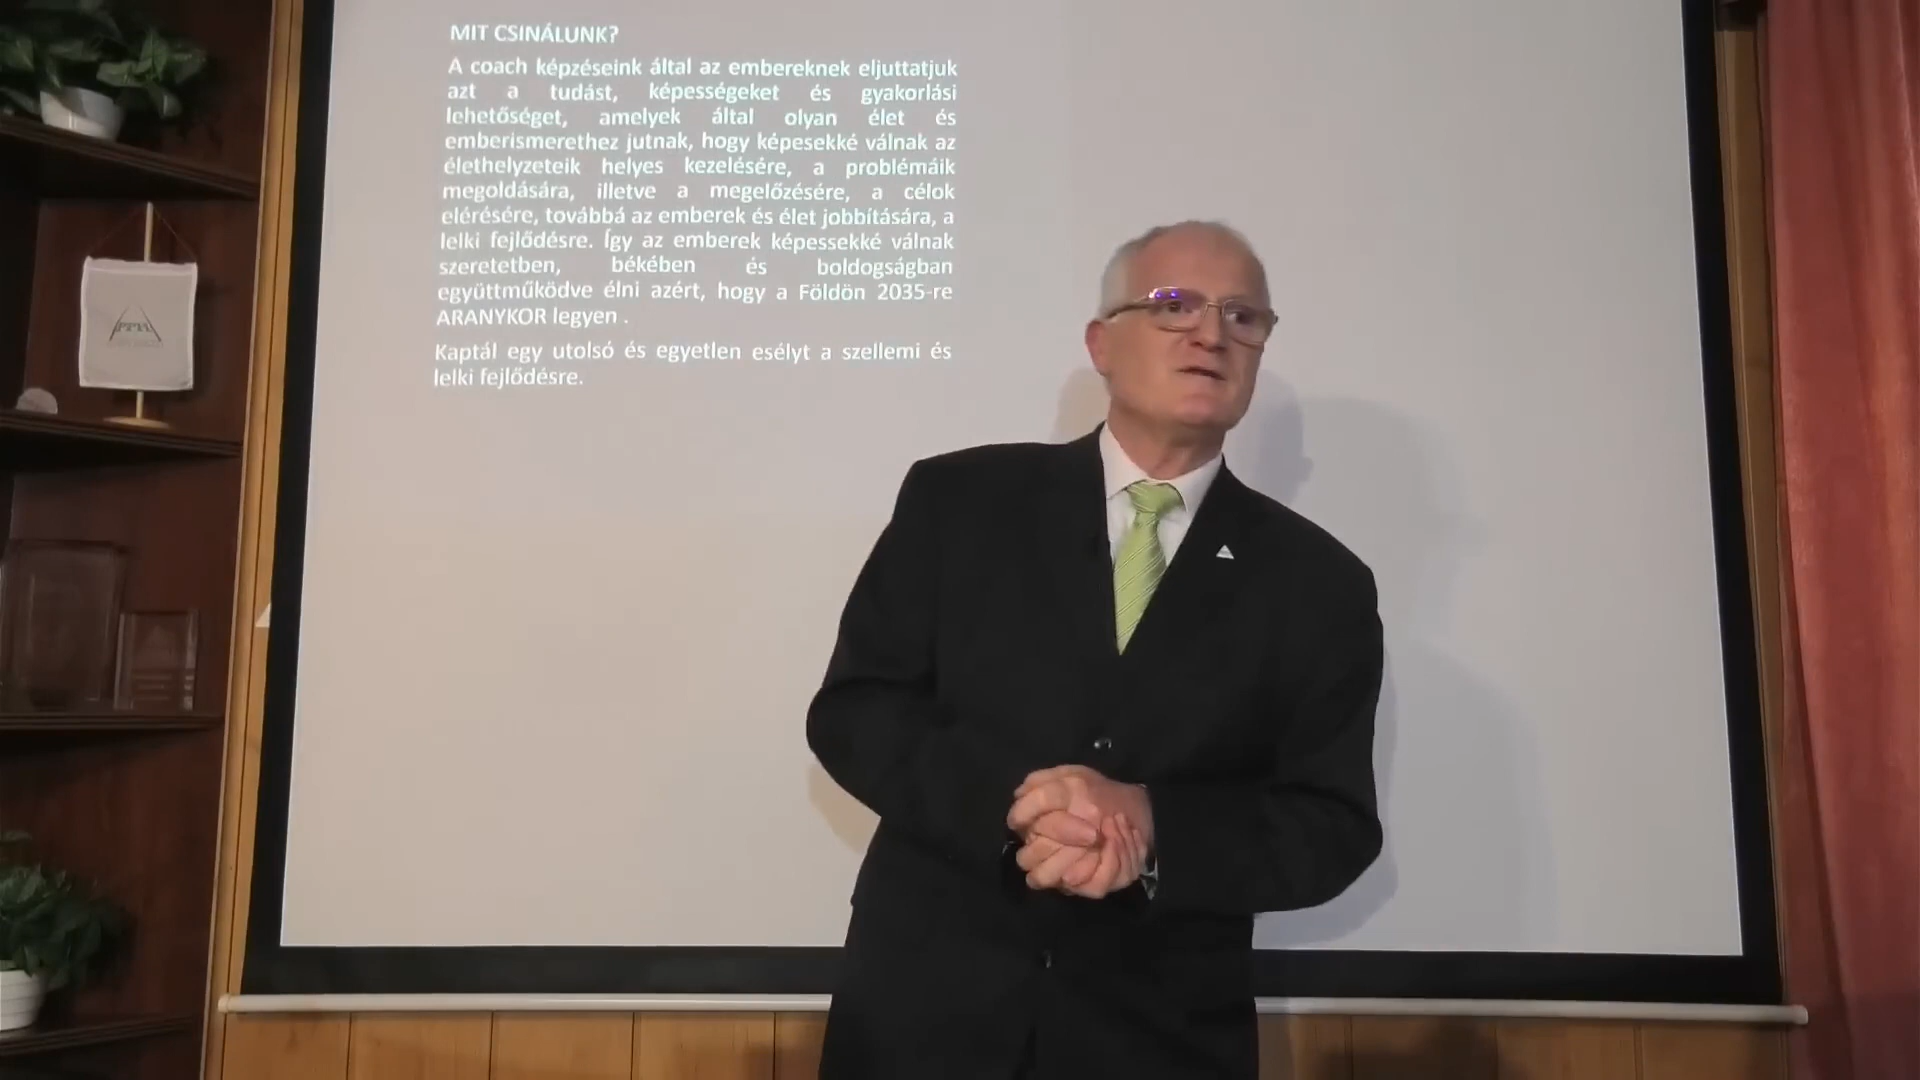 MIT CSINÁLUNK?
A coach képzéseink által az embereknek eljuttatjuk
azt a tudást, képességeket és gyakorlási
lehetőséget, amelyek által olyan élet és
emberismerethez jutnak, hogy képesekké válnak az
élethelyzeteik helyes kezelésére, a problémáik
megoldására, illetve a megelőzésére, a célok
elérésére, továbbá az emberek és élet jobbítására, a
lelki fejlődésre. Így az emberek képessekké válnak
szeretetben, békében és boldogságban
együttműködve élni azért, hogy a Földön 2035-re
ARANYKOR legyen .
Kaptál egy utolsó és egyetlen esélyt a szellemi és
lelki fejlődésre.